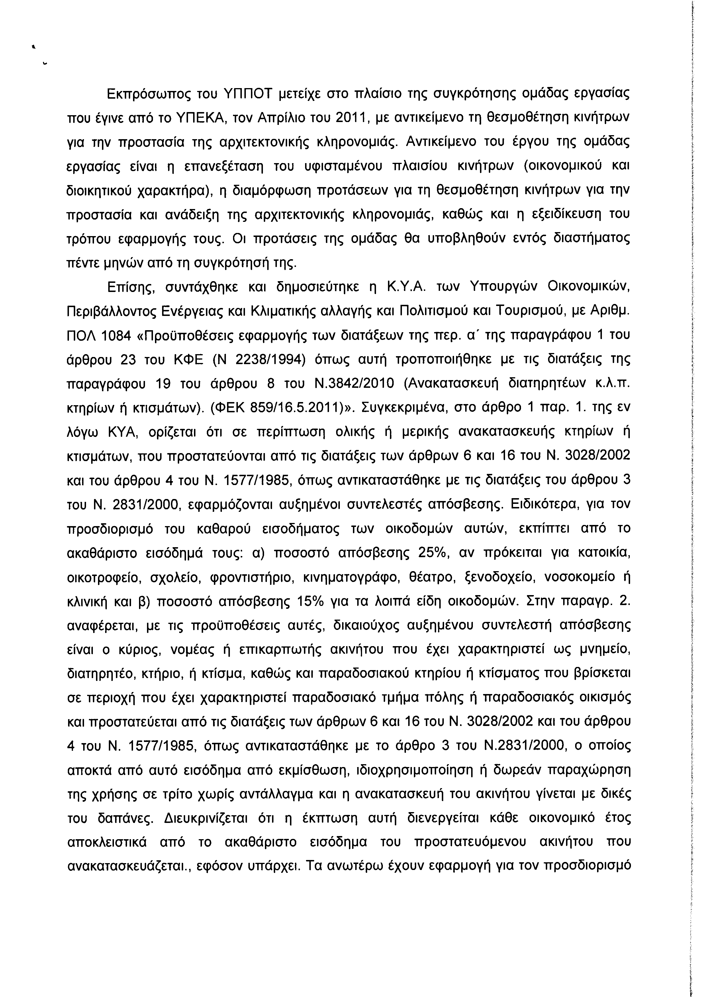 Εκπρόσωπος του ΥΠΠΟΤ μετείχε στο πλαίσιο της συγκρότησης ομάδας εργασίας
που έγινε από το ΥΠΕΚΑ, τον Απρίλιο του 2011, με αντικείμενο τη θεσμοθέτηση κινήτρων
για την προστασία της αρχιτεκτονικής κληρονομιάς. Αντικείμενο του έργου της ομάδας
εργασίας είναι η επανεξέταση του υφισταμένου πλαισίου κινήτρων (οικονομικού και
διοικητικού χαρακτήρα), η διαμόρφωση προτάσεων για τη θεσμοθέτηση κινήτρων για την
προστασία και ανάδειξη της αρχιτεκτονικής κληρονομιάς, καθώς και η εξειδίκευση του
τρόπου εφαρμογής τους. Οι προτάσεις της ομάδας θα υποβληθούν εντός διαστήματος
πέντε μηνών από τη συγκρότησή της.
Επίσης, συντάχθηκε και δημοσιεύτηκε η Κ.Υ.Α. των Υπουργών Οικονομικών,
Περιβάλλοντος Ενέργειας και Κλιματικής αλλαγής και Πολιτισμού και Τουρισμού, με Αριθμ.
ΠΟΛ 1084 «Προϋποθέσεις εφαρμογής των διατάξεων της περ. α΄ της παραγράφου 1 του
άρθρου 23 του ΚΦΕ (Ν 2238/1994) όπως αυτή τροποποιήθηκε με τις διατάξεις της
παραγράφου 19 του άρθρου 8 του Ν.3842/2010 (Ανακατασκευή διατηρητέων κ.λ.π.
κτηρίων ή κτισμάτων). (ΦΕΚ 859/16.5.2011)». Συγκεκριμένα, στο άρθρο 1 παρ. 1. της εν
λόγω ΚΥΑ, ορίζεται ότι σε περίπτωση ολικής ή μερικής ανακατασκευής κτηρίων ή
κτισμάτων, που προστατεύονται από τις διατάξεις των άρθρων 6 και 16 του Ν. 3028/2002
και του άρθρου 4 του Ν. 1577/1985, όπως αντικαταστάθηκε με τις διατάξεις του άρθρου 3
του Ν. 2831/2000, εφαρμόζονται αυξημένοι συντελεστές απόσβεσης. Ειδικότερα, για τον
προσδιορισμό του καθαρού εισοδήματος των οικοδομών αυτών, εκπίπτει από το
ακαθάριστο εισόδημά τους: α) ποσοστό απόσβεσης 25%, αν πρόκειται για κατοικία,
οικοτροφείο, σχολείο, φροντιστήριο, κινηματογράφο, θέατρο, ξενοδοχείο, νοσοκομείο ή
κλινική και β) ποσοστό απόσβεσης 15% για τα λοιπά είδη οικοδομών. Στην παραγρ. 2.
αναφέρεται, με τις προϋποθέσεις αυτές, δικαιούχος αυξημένου συντελεστή απόσβεσης
είναι ο κύριος, νομέας ή επικαρπωτής ακινήτου που έχει χαρακτηριστεί ως μνημείο,
διατηρητέο, κτήριο, ή κτίσμα, καθώς και παραδοσιακού κτηρίου ή κτίσματος που βρίσκεται
σε περιοχή που έχει χαρακτηριστεί παραδοσιακό τμήμα πόλης ή παραδοσιακός οικισμός
και προστατεύεται από τις διατάξεις των άρθρων 6 και 16 του Ν. 3028/2002 και του άρθρου
4 του Ν. 1577/1985, όπως αντικαταστάθηκε με το άρθρο 3 του Ν.2831/2000, ο οποίος
αποκτά από αυτό εισόδημα από εκμίσθωση, ιδιοχρησιμοποίηση ή δωρεάν παραχώρηση
της χρήσης σε τρίτο χωρίς αντάλλαγμα και η ανακατασκευή του ακινήτου γίνεται με δικές
του δαπάνες. Διευκρινίζεται ότι η έκπτωση αυτή διενεργείται κάθε οικονομικό έτος
αποκλειστικά από το ακαθάριστο εισόδημα του προστατευόμενου ακινήτου που
ανακατασκευάζεται., εφόσον υπάρχει. Τα ανωτέρω έχουν εφαρμογή για τον προσδιορισμό